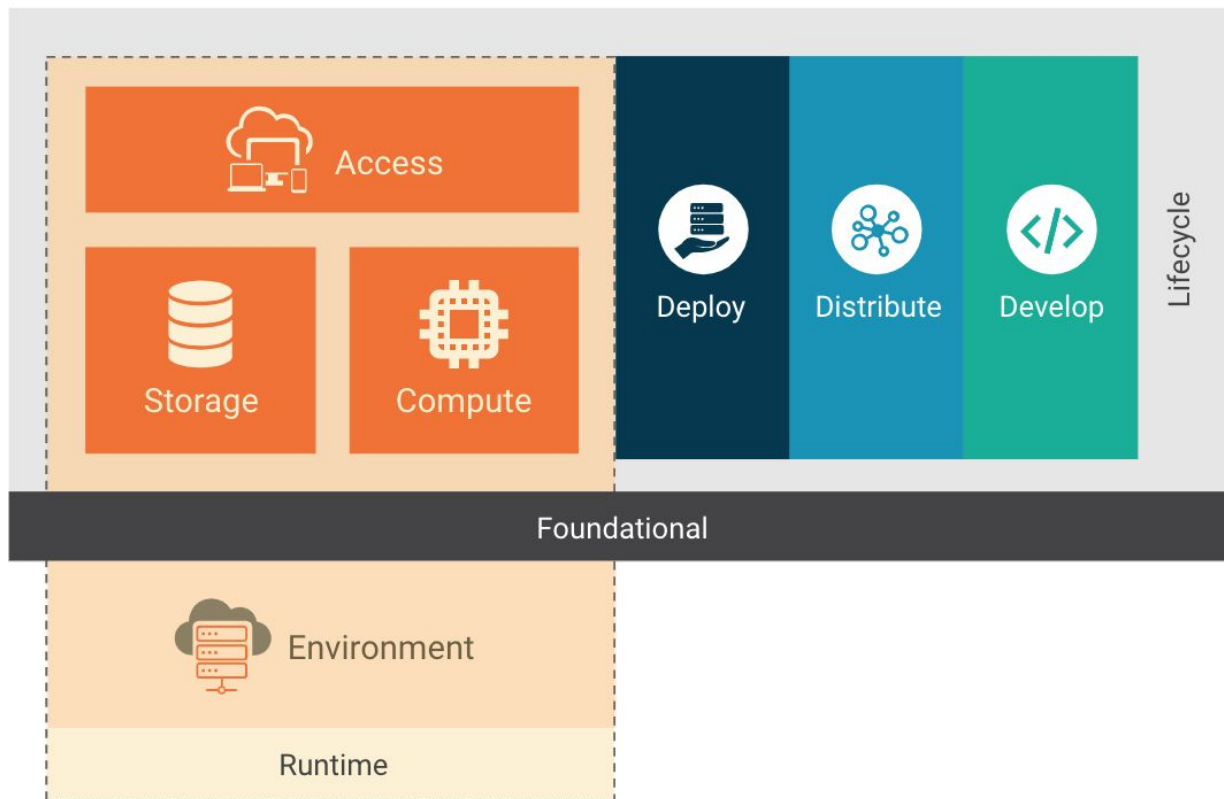 Access
Storage
Compute
Deploy
Distribute
Develop
Lifecycle
Foundational
Environment
Runtime